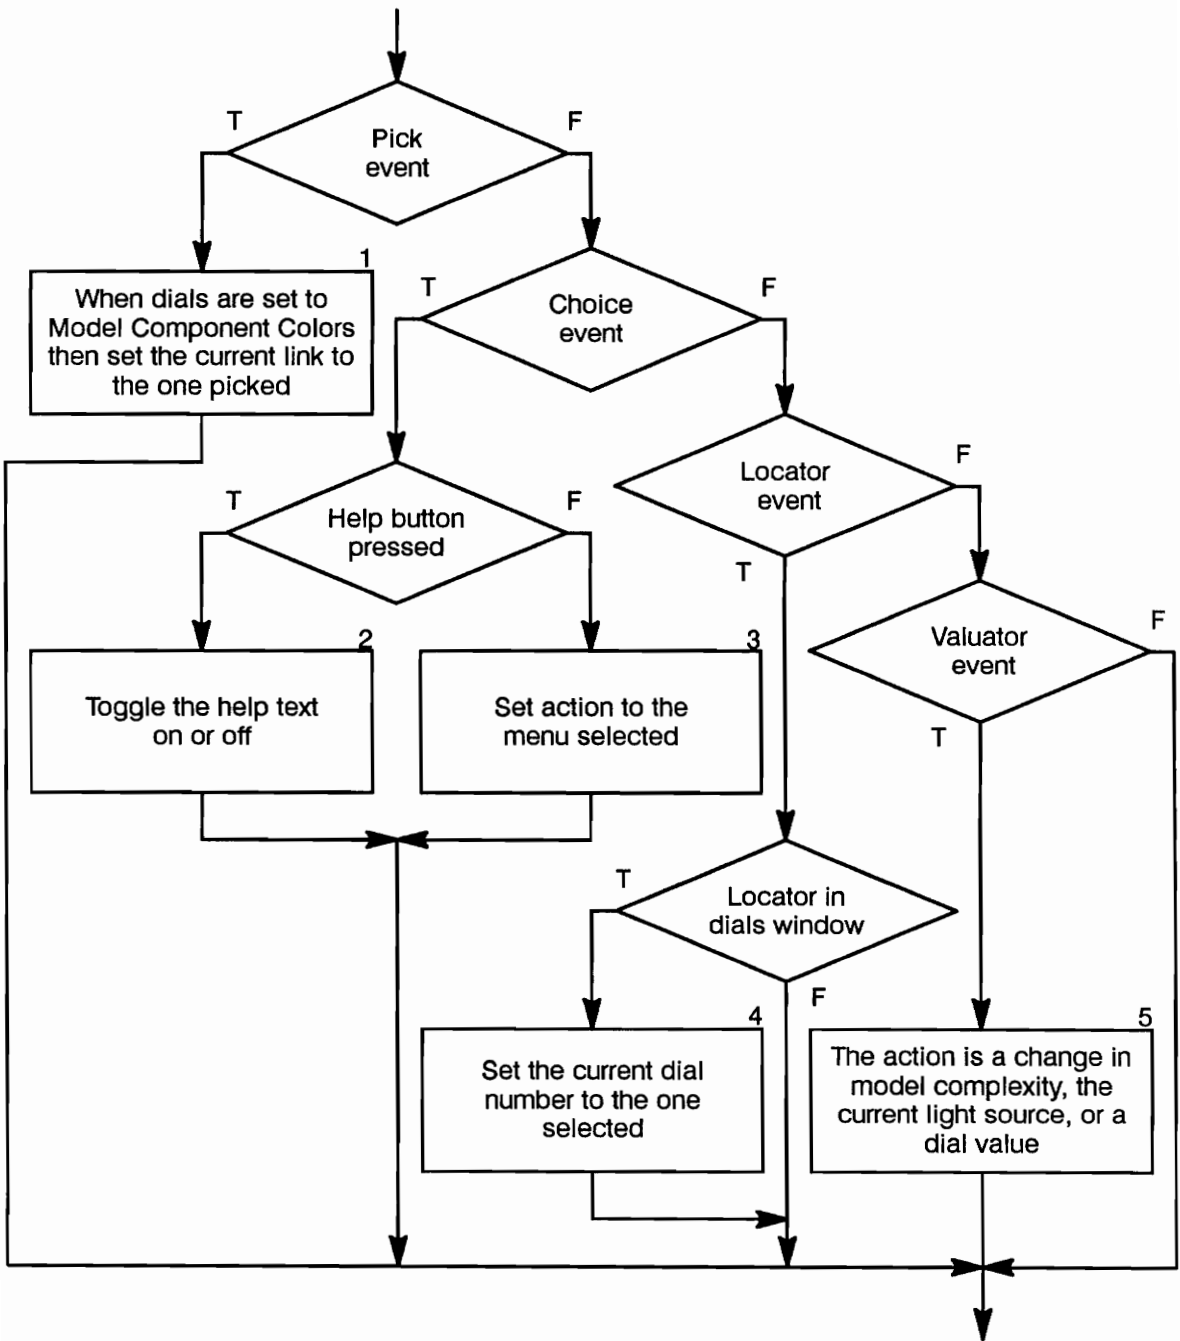 T
F
Pick
event
1
When dials are set to
Model Component Colors
then set the current link to
the one picked
T
F
Choice
event
T
F
Help button
pressed
F
Locator
event
T
2
Toggle the help text
on or off
3
Set action to the
menu selected
F
Valuator
event
T
T
Locator in
dials window
F
4
Set the current dial
number to the one
selected
5
The action is a change in
model complexity, the
current light source, or a
dial value